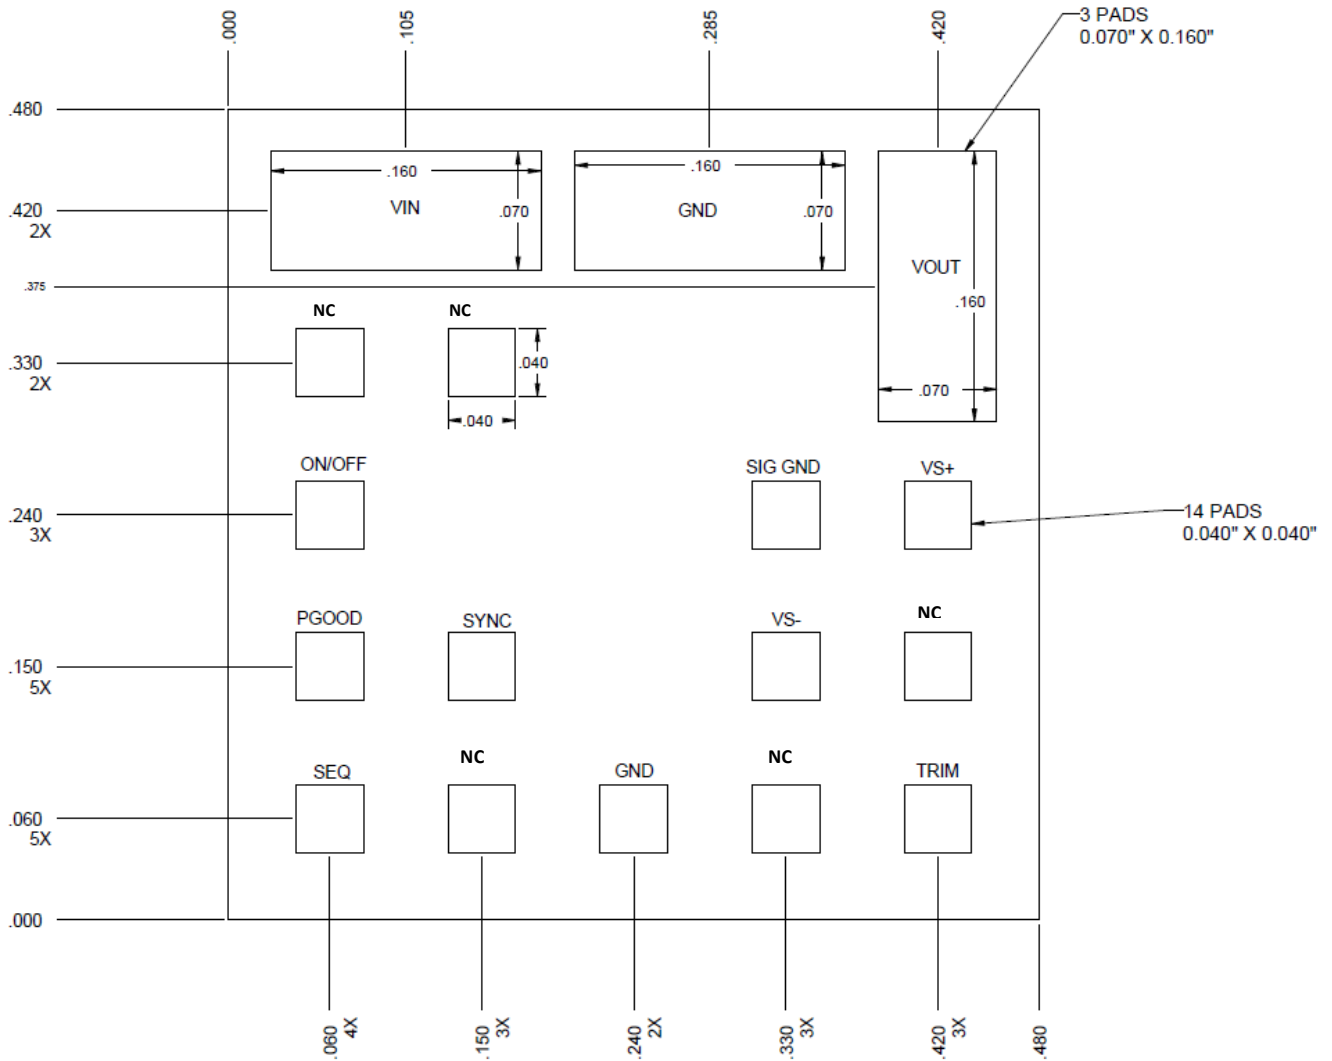 .000
.105
.285
.420
3 PADS
0.070" X 0.160"
.480
.160
.160
.420
2X
VIN
.070
GND
.070
VOUT
.375
.160
NC
NC
.330
2X
.040
.070
.040
ON/OFF
SIG GND
VS+
.240
3X
14 PADS
0.040" X 0.040"
PGOOD
SYNC
VS-
NC
.150
5X
SEQ
NC
GND
NC
TRIM
.060
5X
.000
.060 4X
.150 3X
.240 2X
.330 3X
.420 3X
.480